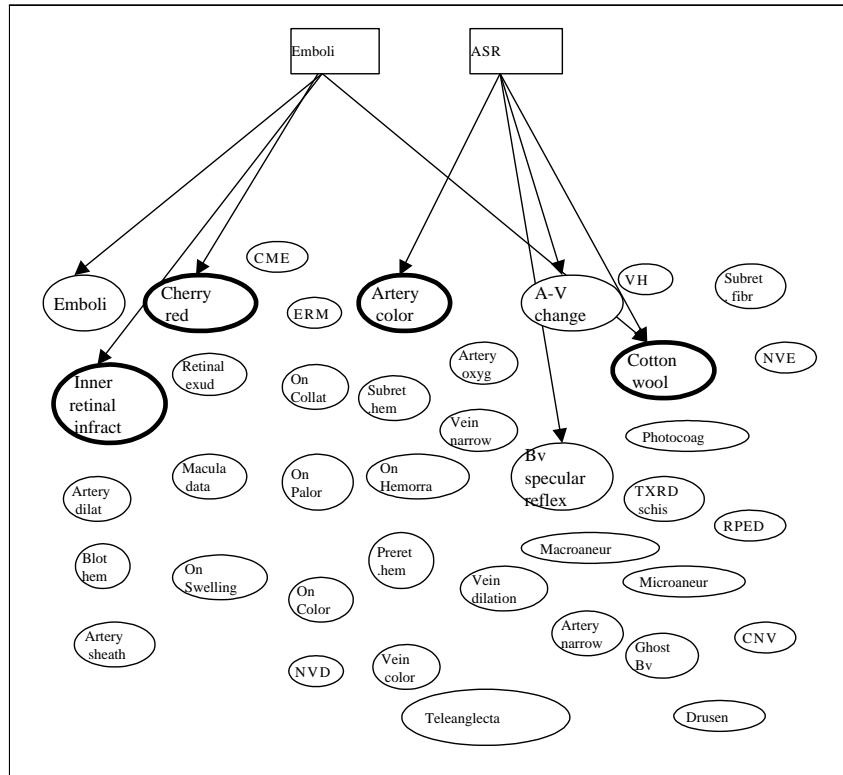 Emboli
ASR
CME
VH
Subret
. fibr
Emboli
Cherry
red
ERM
Artery
color
A-V
change
Cotton
wool
NVE
Inner
retinal
infract
Retinal
exud
On
Collat
Subret
.hem
Artery
oxyg
Vein
narrow
Photocoag
Artery
dilat
Macula
data
On
Palor
On
Hemorra
Bv
specular
reflex
TXRD
schis
RPED
Blot
hem
On
Swelling
On
Color
Preret
.hem
Vein
dilation
Macroaneur
Microaneur
Artery
sheath
NVD
Vein
color
Artery
narrow
Ghost
Bv
CNV
Teleanglecta
Drusen